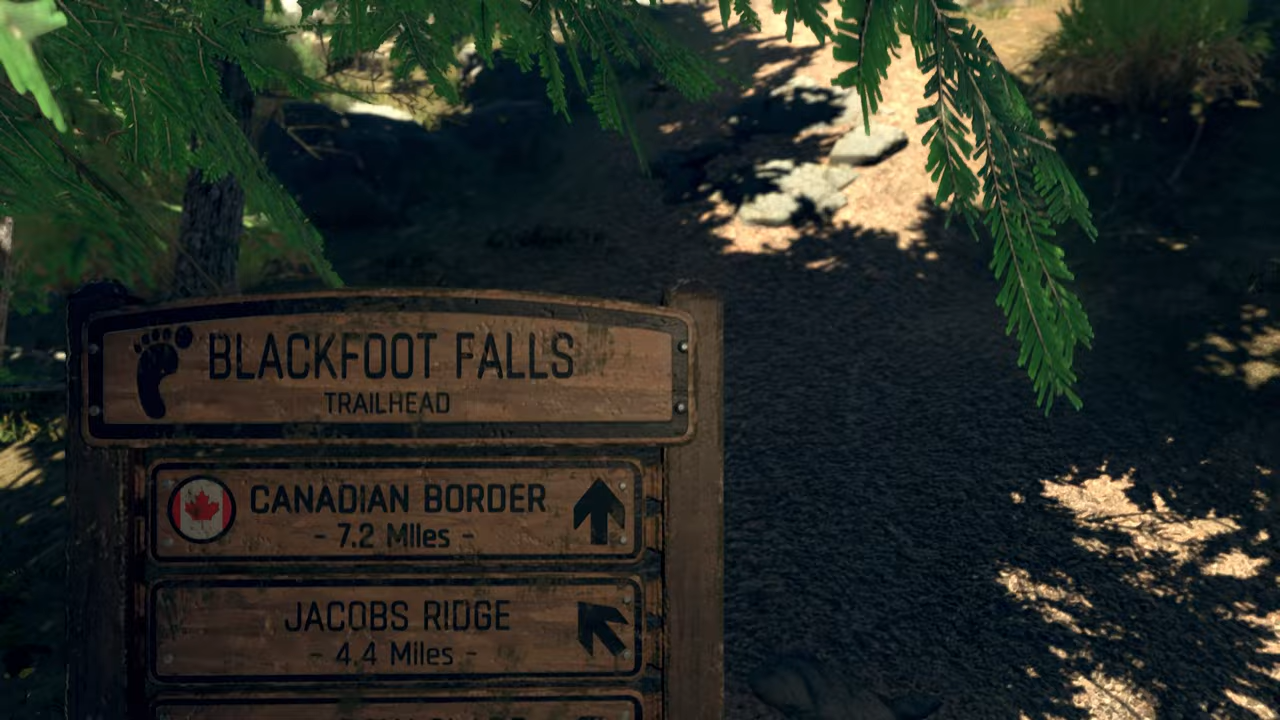 BLACKFOOT FALLS
TRAILHEAD
CANADIAN BORDER
- 7.2 MIles -
JACOBS RIDGE
- 4.4 Miles -